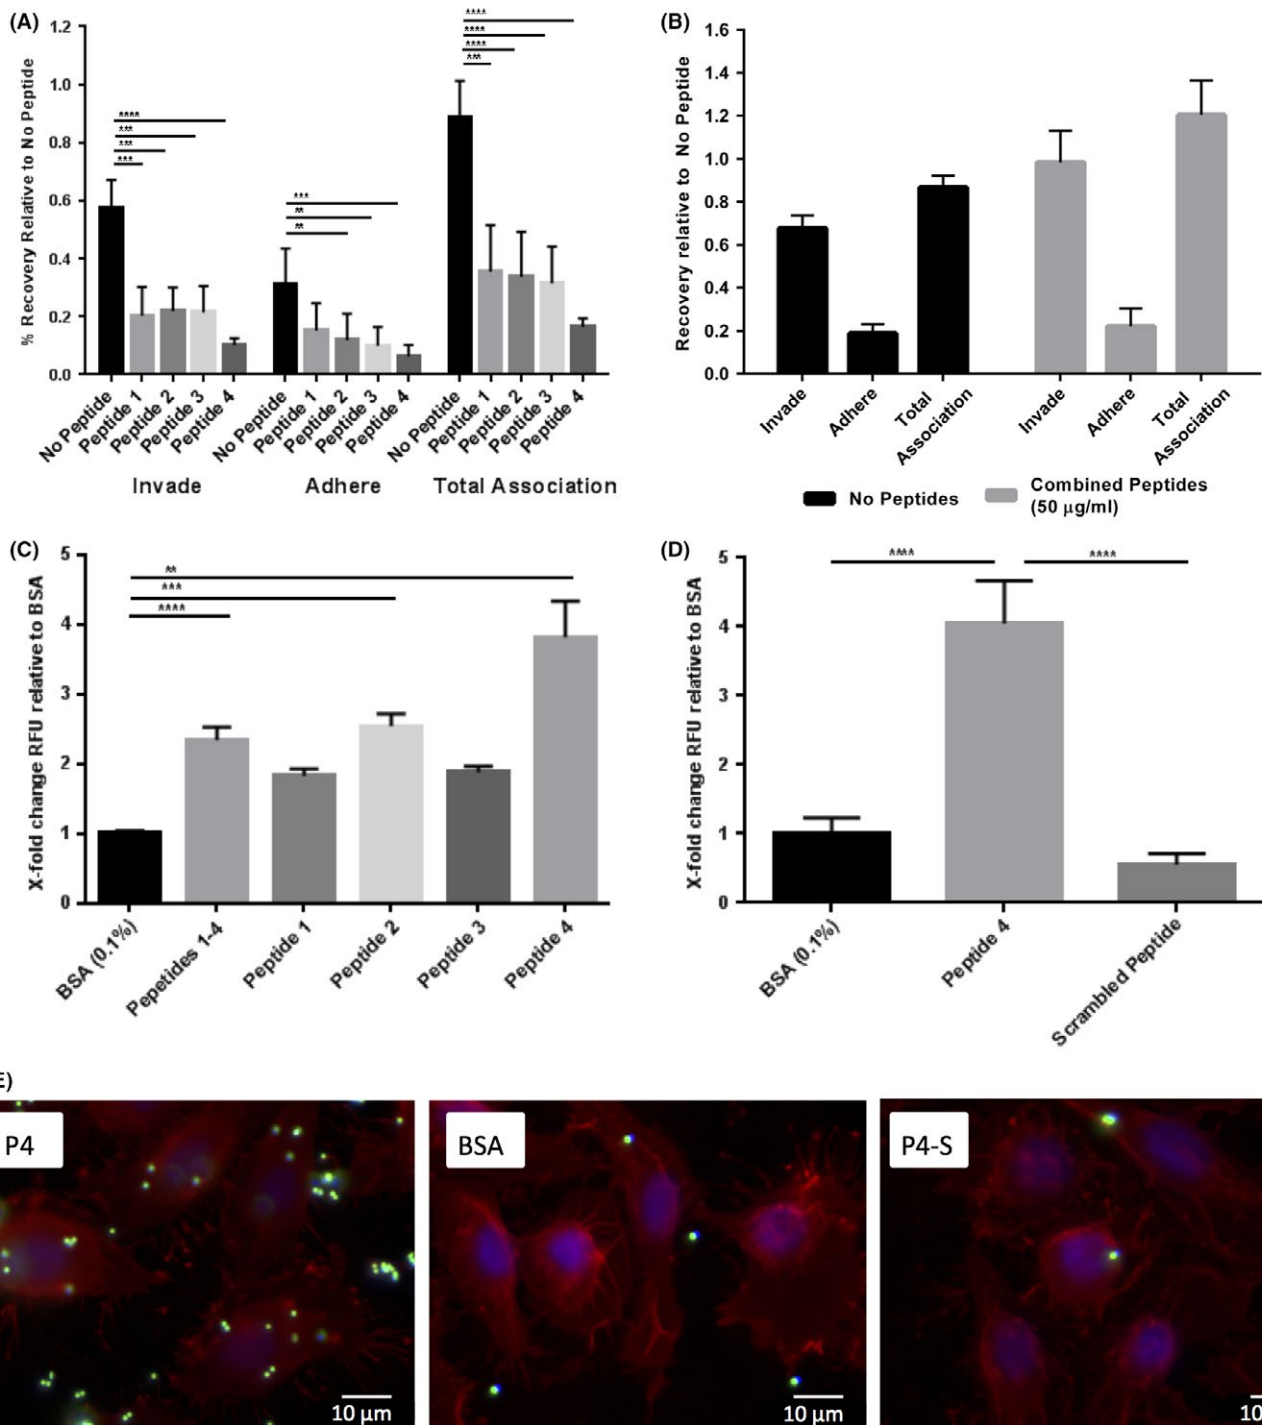 (A)
% Recovery Relative to No Peptide
1.2
1.0
0.8
0.6
0.4
0.2
0.0
****
***
***
***
***
**
**
****
****
****
***
No Peptide
Peptide 1
Peptide 2
Peptide 3
Peptide 4
No Peptide
Peptide 1
Peptide 2
Peptide 3
Peptide 4
No Peptide
Peptide 1
Peptide 2
Peptide 3
Peptide 4
Invade
Adhere
Total Association
(B)
Recovery relative to No Peptide
1.6
1.4
1.2
1.0
0.8
0.6
0.4
0.2
0.0
Invade
Adhere
Total
Association
Invade
Adhere
Total
Association
No Peptides
Combined Peptides
(50 µg/ml)
(C)
X-fold change RFU relative to BSA
5
4
3
2
1
0
**
***
****
BSA (0.1%)
Pepetides 1-4
Peptide 1
Peptide 2
Peptide 3
Peptide 4
(D)
X-fold change RFU relative to BSA
5
4
3
2
1
0
****
****
BSA (0.1%)
Peptide 4
Scrambled Peptide
E)
P4
10 µm
BSA
10 µm
P4-S
10